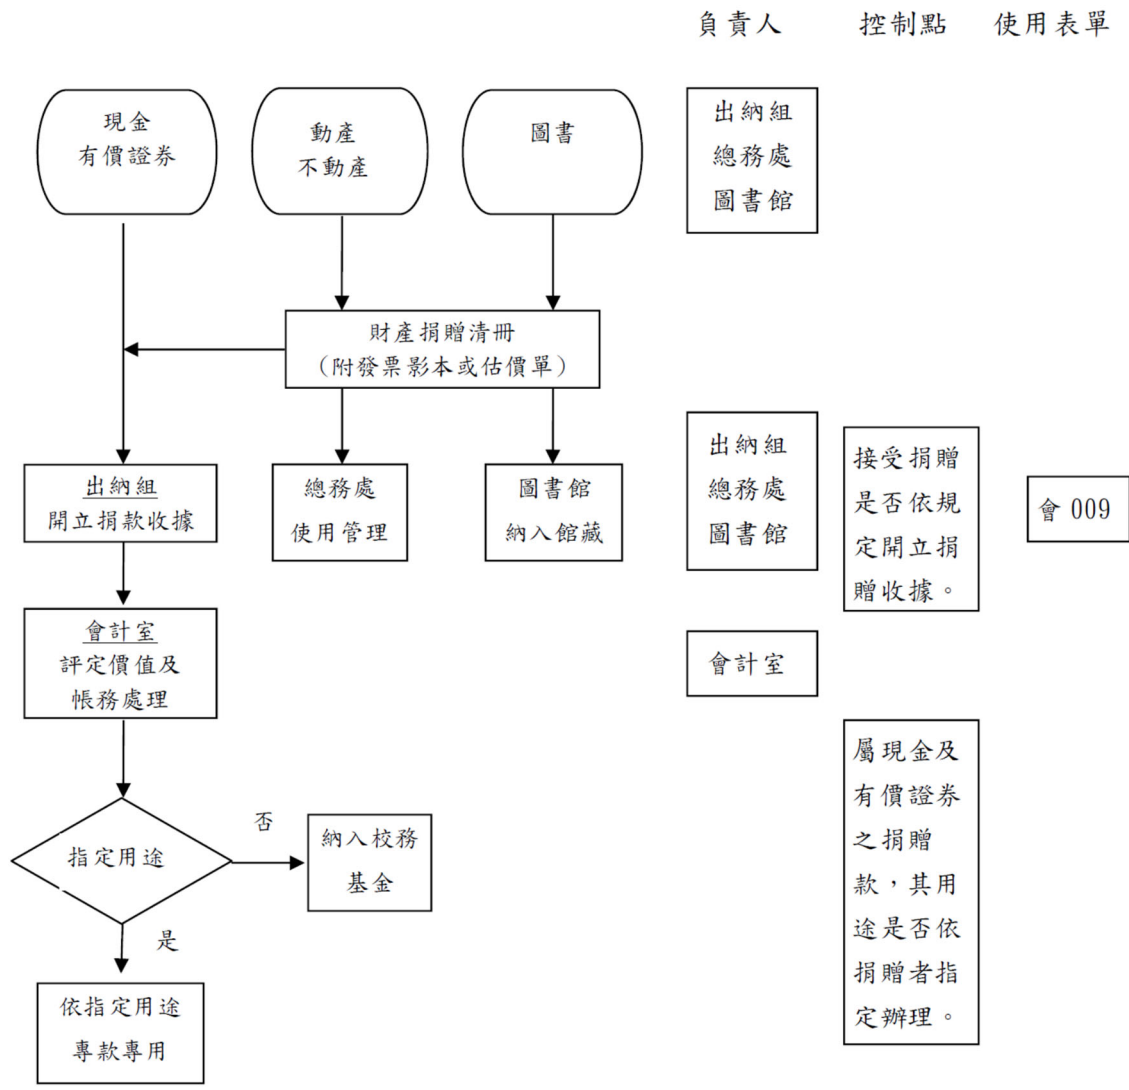 負責人 控制點 使用表單
現金
有價證券
動產
不動產
圖書
出納組
總務處
圖書館
財產捐贈清冊
（附發票影本或估價單）
出納組
開立捐款收據
總務處
使用管理
圖書館
納入館藏
出納組
總務處
圖書館
接受捐贈
是否依規
定開立捐
贈收據。
會 009
會計室
評定價值及
帳務處理
會計室
指定用途
否
納入校務
基金
是
依指定用途
專款專用
屬現金及
有價證券
之捐贈
款，其用
途是否依
捐贈者指
定辦理。